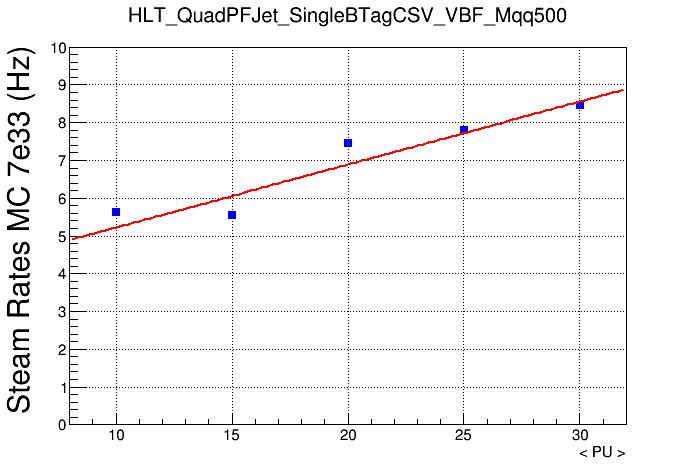 HLT_QuadPFJet_SingleBTagCSV_VBF_Mqq500
Steam Rates MC 7e33 (Hz)
10
9
8
7
6
5
4
3
2
1
0
10 15 20 25 30
< PU >